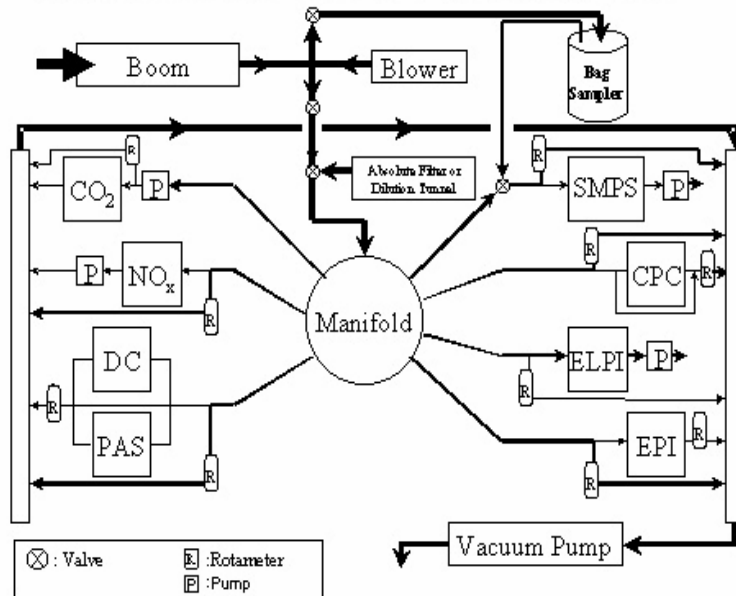 Boom
Blower
Bag
Sampler
Absolute Filter or
Dilution Tunnel
R
CO2
P
R
SMPS
P
P
NOx
R
R
CPC
R
Manifold
DC
R
PAS
R
ELPI
P
R
EPI
R
R
Vacuum Pump
: Valve
R :Rotameter
P :Pump